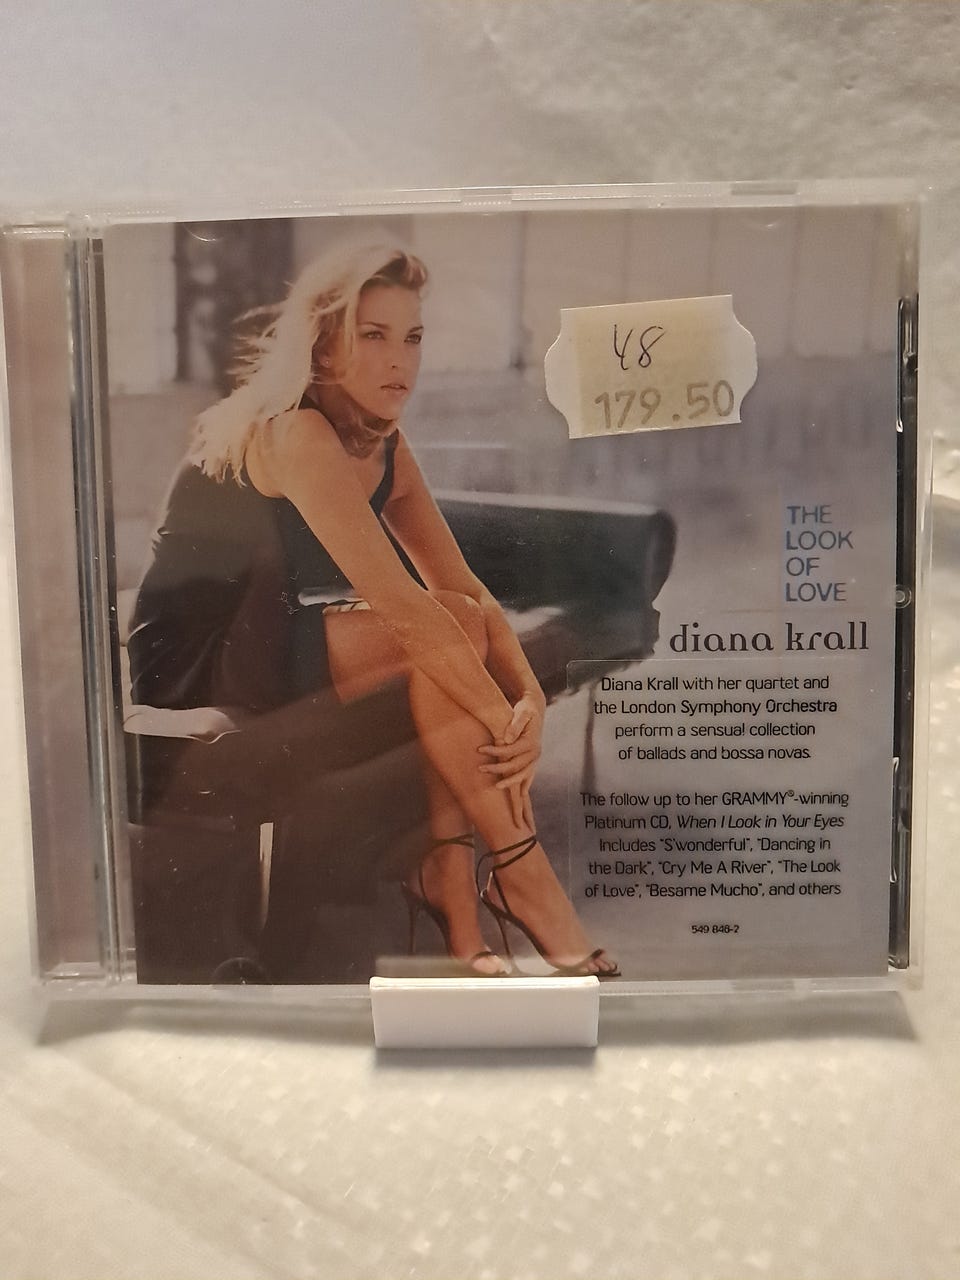 48
179.50
THE
LOOK
OF
LOVE
diana krall
Diana Krall with her quartet and
the London Symphony Orchestra
perform a sensual collection
of ballads and bossa novas.
The follow up to her GRAMMY®-winning
Platinum CD, When I Look in Your Eyes
Includes "S'wonderful", "Dancing in
the Dark", "Cry Me A River", "The Look
of Love", "Besame Mucho", and others
549 846-2